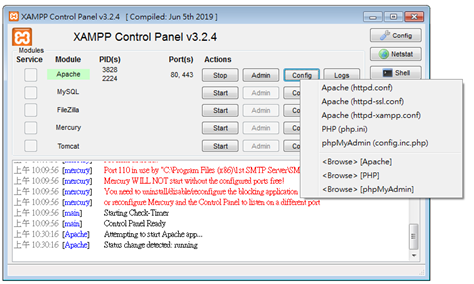 XAMPP Control Panel v3.2.4 [ Compiled: Jun 5th 2019 ]
XAMPP Control Panel v3.2.4
Config
Netstat
Shell
Modules
Service Module PID(s) Port(s) Actions
Apache 3828 2224 80, 443 Stop Admin Config Logs
MySQL Start Admin
FileZilla Start Admin
Mercury Start Admin
Tomcat Start Admin
Apache (httpd.conf)
Apache (httpd-ssl.conf)
Apache (httpd-xampp.conf)
PHP (php.ini)
phpMyAdmin (config.inc.php)
<Browse> [Apache]
<Browse> [PHP]
<Browse> [phpMyAdmin]
上午 10:09:56 [mercury] Port 110 in use by "C:\Program Files (x86)\1st SMTP Server\SM
上午 10:09:56 [mercury] Mercury WILL NOT start without the configured ports free!
上午 10:09:56 [mercury] You need to uninstall/disable/reconfigure the blocking application
上午 10:09:56 [mercury] or reconfigure Mercury and the Control Panel to listen on a different port
上午 10:09:56 [main] Starting Check-Timer
上午 10:09:56 [main] Control Panel Ready
上午 10:30:16 [Apache] Attempting to start Apache app...
上午 10:30:16 [Apache] Status change detected: running